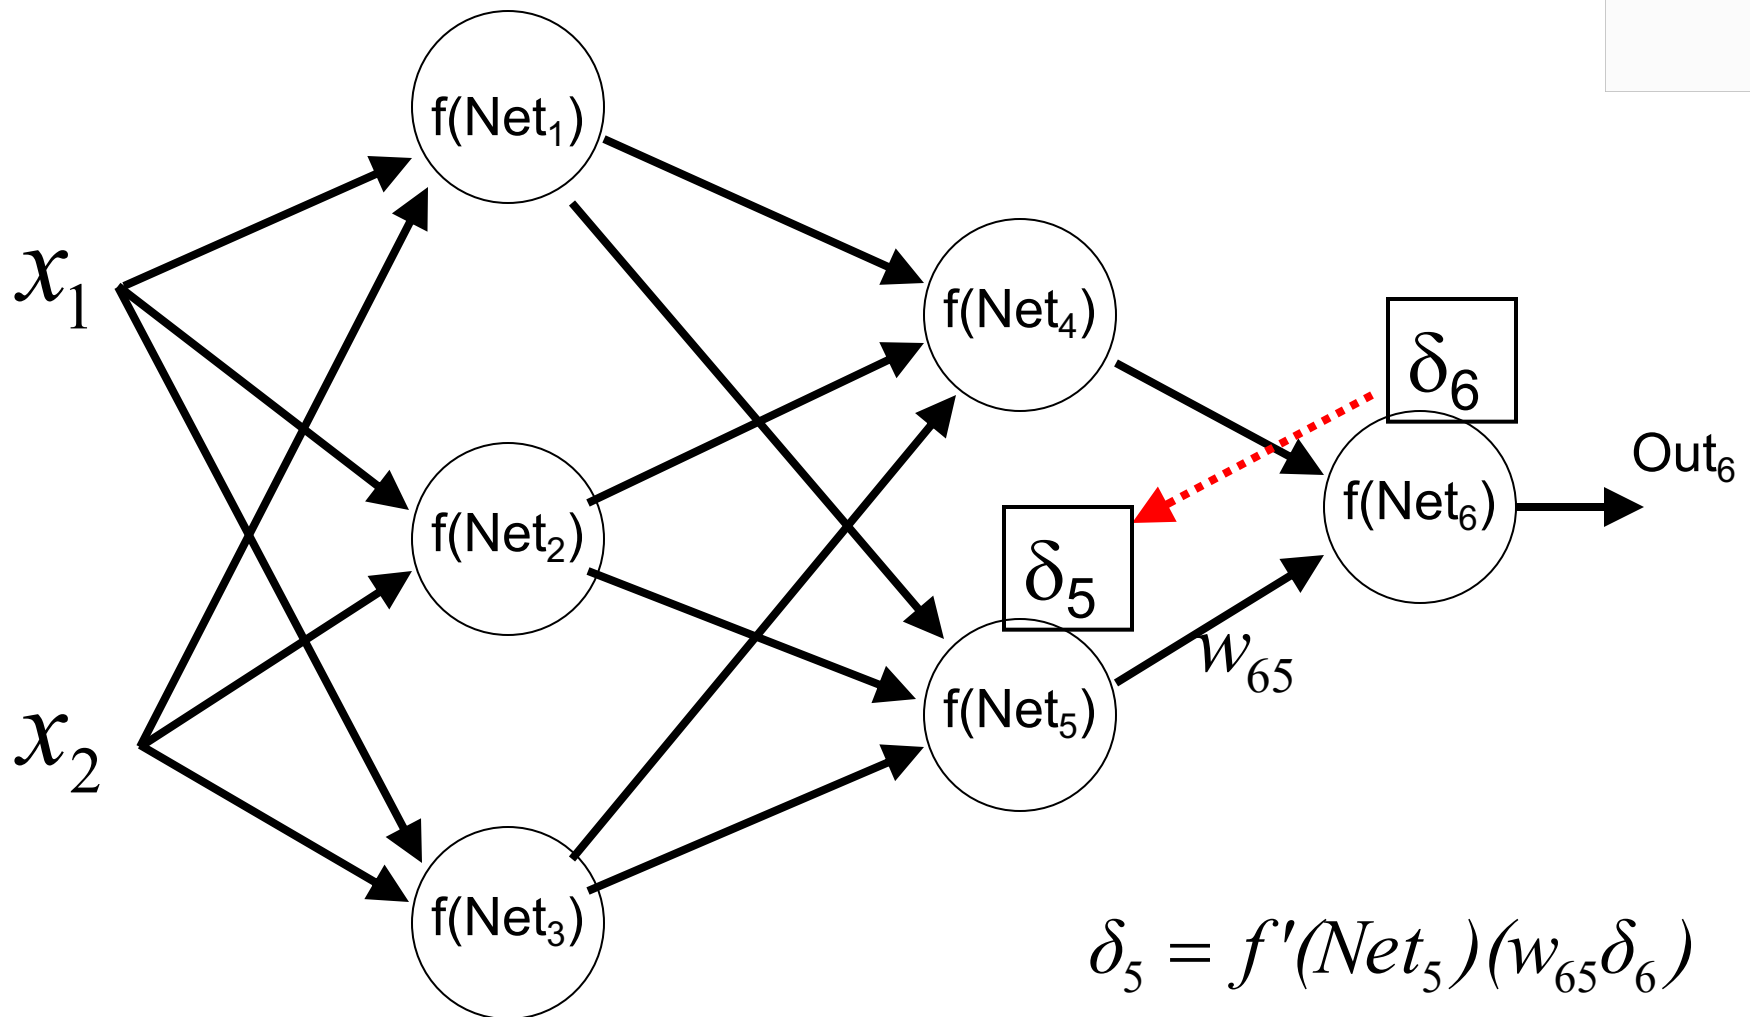 f(Net₁)
x₁
f(Net₄)
δ₆
Out₆
f(Net₆)
f(Net₂)
δ₅
w₆₅
f(Net₅)
x₂
f(Net₃)
δ₅ = f'(Net₅)(w₆₅δ₆)